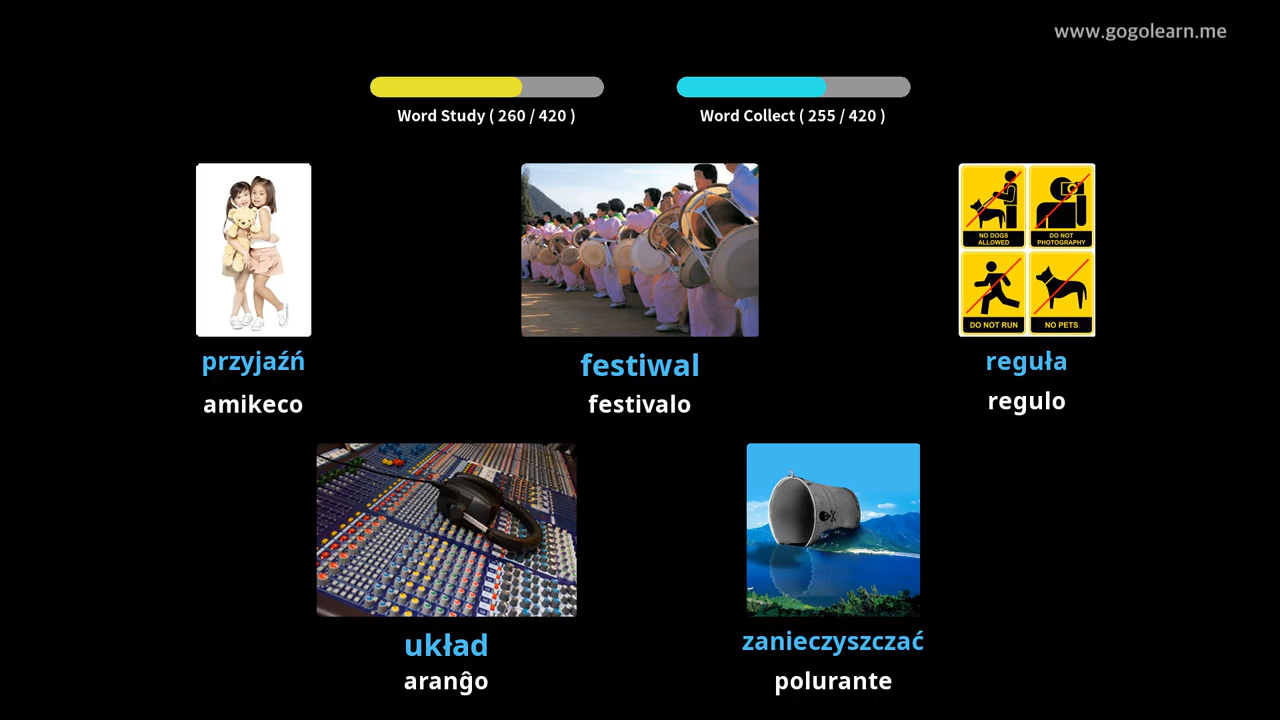 www.gogolearn.me
Word Study ( 260 / 420 )
Word Collect ( 255 / 420 )
NO DOGS
ALLOWED
DO NOT
PHOTOGRAPHY
DO NOT RUN
NO PETS
przyjaźń
festiwal
reguła
amikeco
festivalo
regulo
układ
zanieczyszczać
aranĝo
polurante